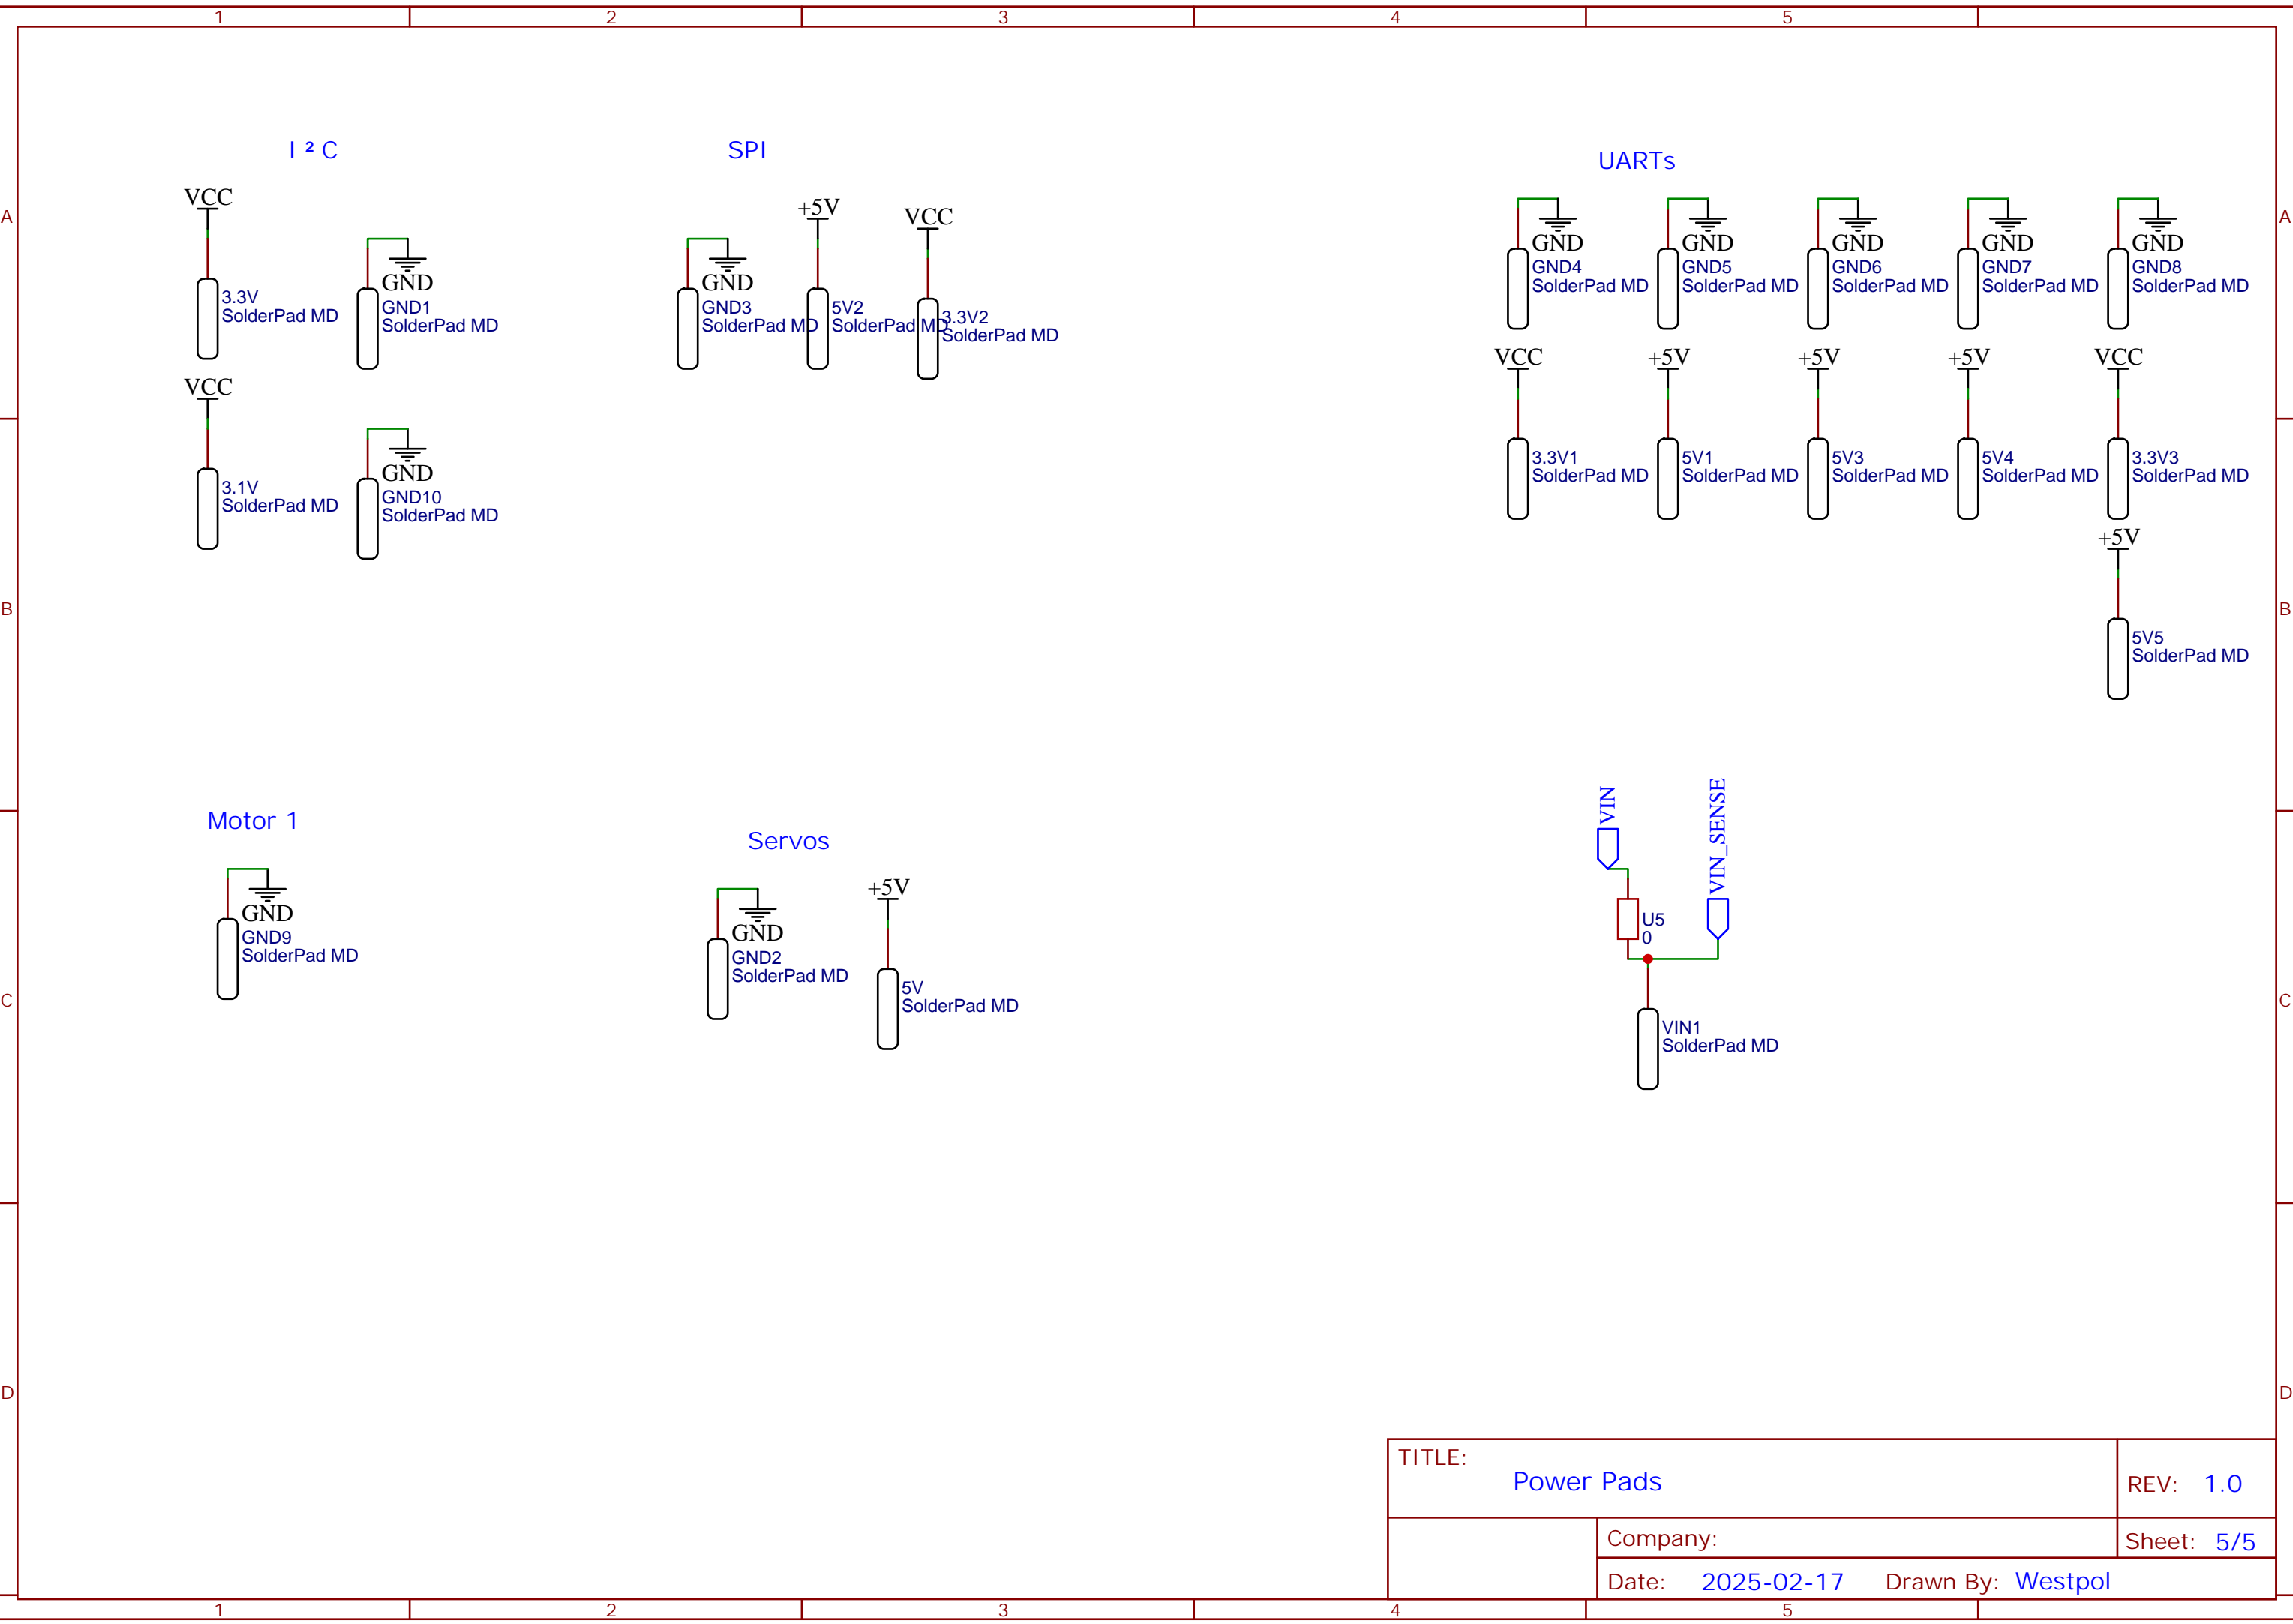 1 2 3 4 5
I ² C
SPI
UARTs
VCC
GND
3.3V
SolderPad MD
GND1
SolderPad MD
GND
+5V
VCC
GND3
SolderPad MD
5V2
SolderPad MD
3.3V2
SolderPad MD
GND GND GND GND GND
GND4
SolderPad MD
GND5
SolderPad MD
GND6
SolderPad MD
GND7
SolderPad MD
GND8
SolderPad MD
A A
VCC
GND
3.1V
SolderPad MD
GND10
SolderPad MD
VCC +5V +5V +5V VCC
3.3V1
SolderPad MD
5V1
SolderPad MD
5V3
SolderPad MD
5V4
SolderPad MD
3.3V3
SolderPad MD
+5V
5V5
SolderPad MD
B B
Motor 1
GND
GND9
SolderPad MD
Servos
GND
+5V
GND2
SolderPad MD
5V
SolderPad MD
VIN
VIN_SENSE
U5
0
VIN1
SolderPad MD
C C
D D
TITLE:
Power Pads
REV: 1.0
Company:
Sheet: 5/5
Date: 2025-02-17 Drawn By: Westpol
1 2 3 4 5